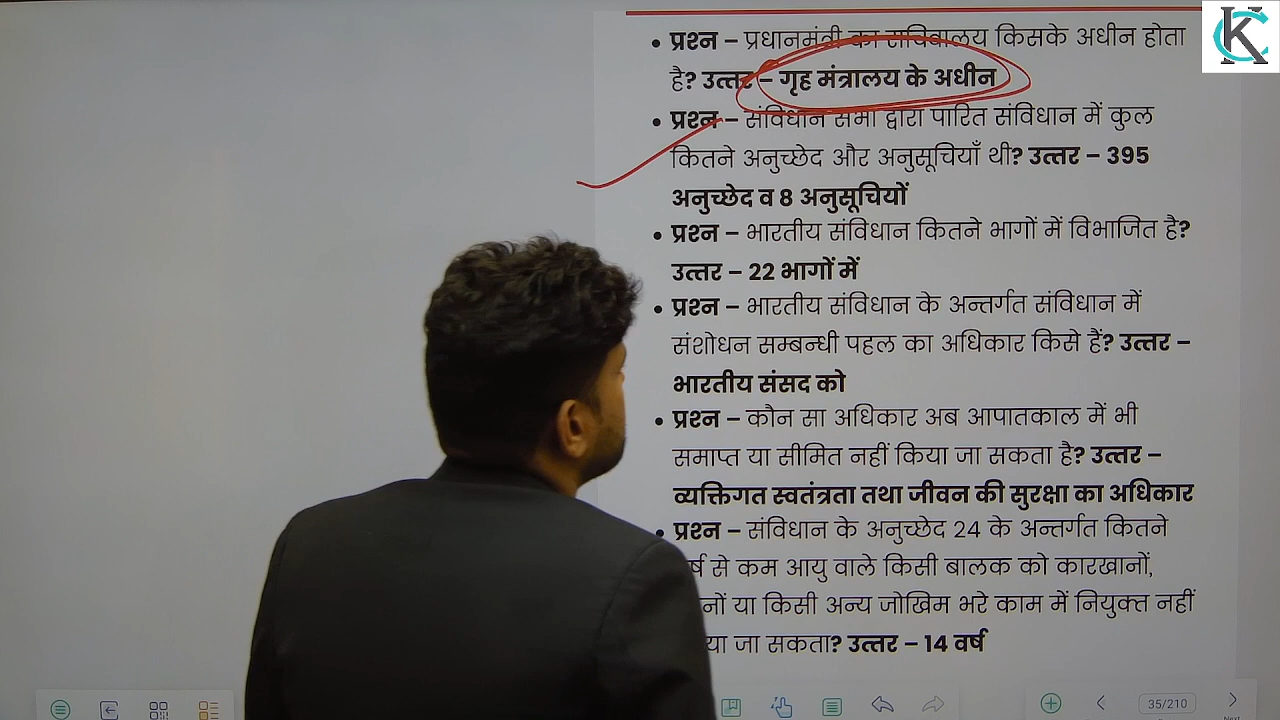 KC
• प्रश्न – प्रधानमंत्री का सचिवालय किसके अधीन होता
है? उत्तर – गृह मंत्रालय के अधीन
• प्रश्न – संविधान सभा द्वारा पारित संविधान में कुल
कितने अनुच्छेद और अनुसूचियाँ थी? उत्तर – 395
अनुच्छेद व 8 अनुसूचियों
• प्रश्न – भारतीय संविधान कितने भागों में विभाजित है?
उत्तर – 22 भागों में
• प्रश्न – भारतीय संविधान के अन्तर्गत संविधान में
संशोधन सम्बन्धी पहल का अधिकार किसे हैं? उत्तर –
भारतीय संसद को
• प्रश्न – कौन सा अधिकार अब आपातकाल में भी
समाप्त या सीमित नहीं किया जा सकता है? उत्तर –
व्यक्तिगत स्वतंत्रता तथा जीवन की सुरक्षा का अधिकार
• प्रश्न – संविधान के अनुच्छेद 24 के अन्तर्गत कितने
से कम आयु वाले किसी बालक को कारखानों,
या किसी अन्य जोखिम भरे काम में नियुक्त नहीं
जा सकता? उत्तर – 14 वर्ष
35/210
Next